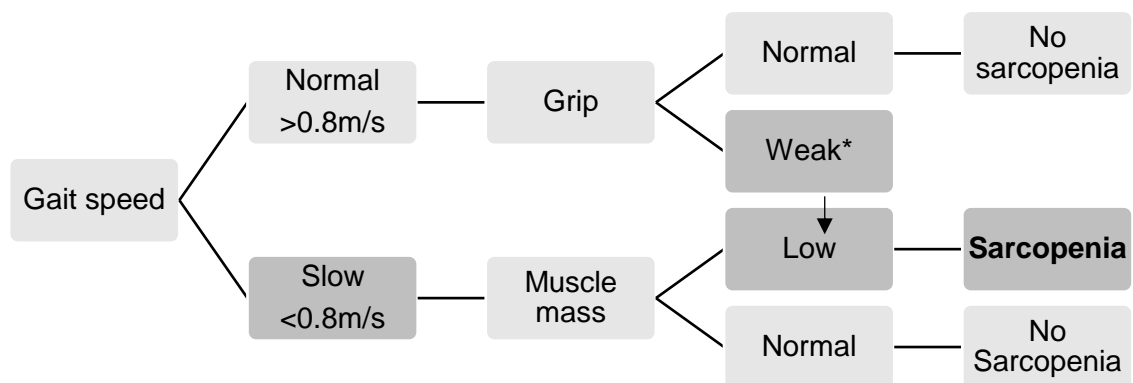 Gait speed
Normal
>0.8m/s
Slow
<0.8m/s
Grip
Muscle
mass
Normal
Weak*
Low
Normal
No
sarcopenia
Sarcopenia
No
Sarcopenia